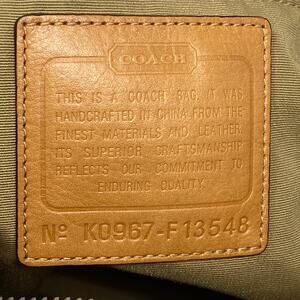 COACH
THIS IS A COACH BAG. IT WAS
HANDCRAFTED IN CHINA FROM THE
FINEST MATERIALS AND LEATHER.
ITS SUPERIOR CRAFTSMANSHIP
REFLECTS OUR COMMITMENT TO
ENDURING QUALITY.
Nº K0967-F13548